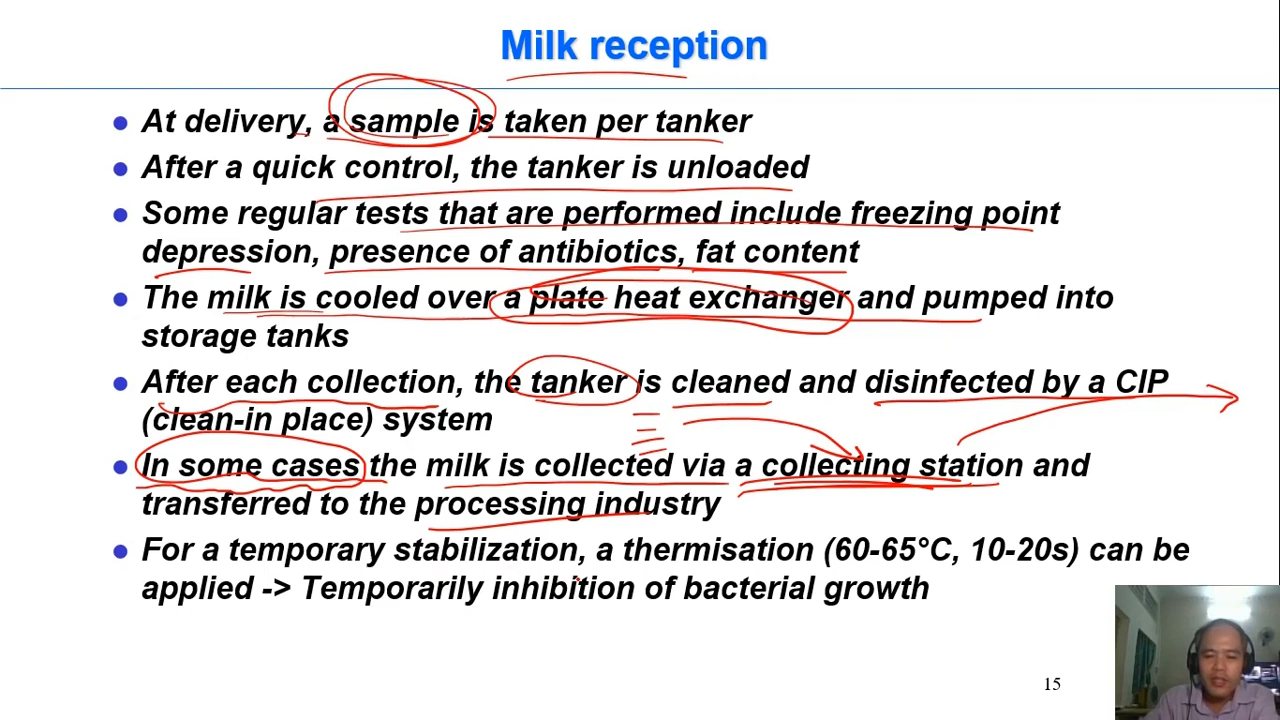 Milk reception
At delivery, a sample is taken per tanker
After a quick control, the tanker is unloaded
Some regular tests that are performed include freezing point
depression, presence of antibiotics, fat content
The milk is cooled over a plate heat exchanger and pumped into
storage tanks
After each collection, the tanker is cleaned and disinfected by a CIP
(clean-in place) system
In some cases the milk is collected via a collecting station and
transferred to the processing industry
For a temporary stabilization, a thermisation (60-65°C, 10-20s) can be
applied -> Temporarily inhibition of bacterial growth
15